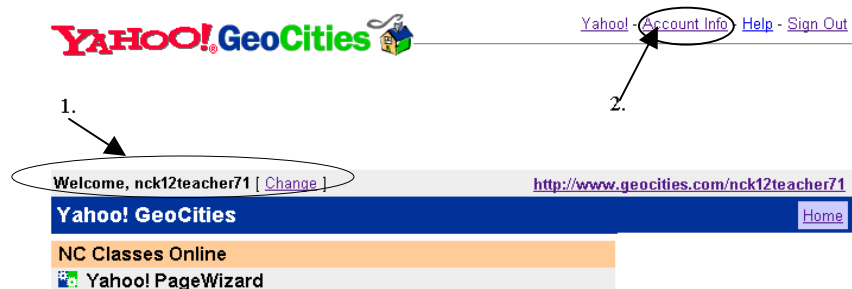 YAHOO! GeoCities
Yahoo! - Account Info - Help - Sign Out
1.
2.
Welcome, nck12teacher71 [ Change ]
http://www.geocities.com/nck12teacher71
Yahoo! GeoCities
Home
NC Classes Online
Yahoo! PageWizard